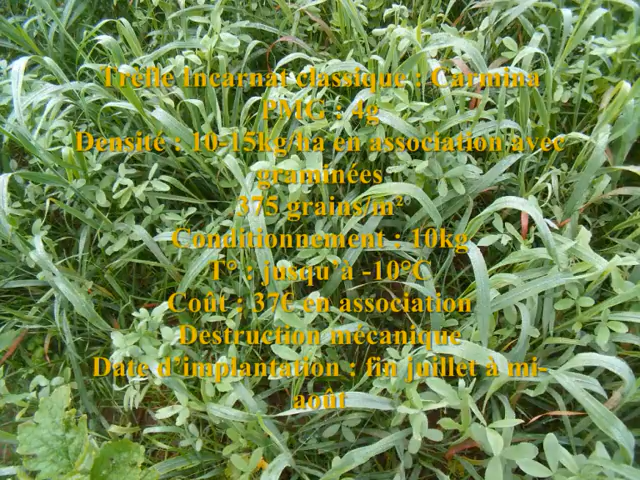 Trèfle Incarnat classique : Carmina
PMG : 4g
Densité : 10-15kg/ha en association avec
graminées
375 grains/m²
Conditionnement : 10kg
T° : jusqu'à -10°C
Coût : 37€ en association
Destruction mécanique
Date d'implantation : fin juillet à mi-
août